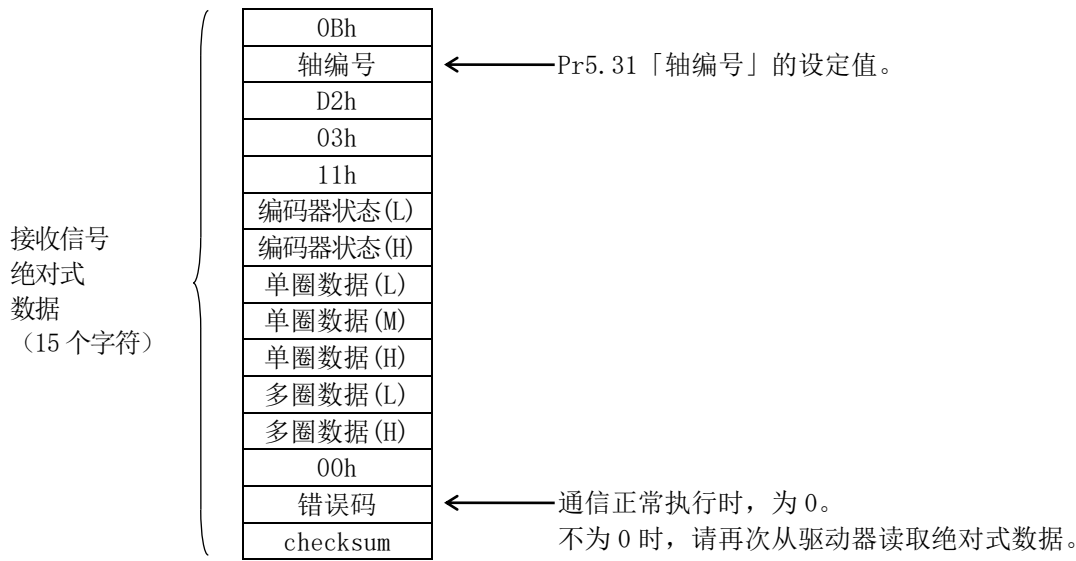 0Bh
轴编号
Pr5.31「轴编号」的设定值。
D2h
03h
11h
编码器状态(L)
编码器状态(H)
接收信号
绝对式
数据
（15个字符）
单圈数据(L)
单圈数据(M)
单圈数据(H)
多圈数据(L)
多圈数据(H)
00h
错误码
通信正常执行时，为0。
不为0时，请再次从驱动器读取绝对式数据。
checksum